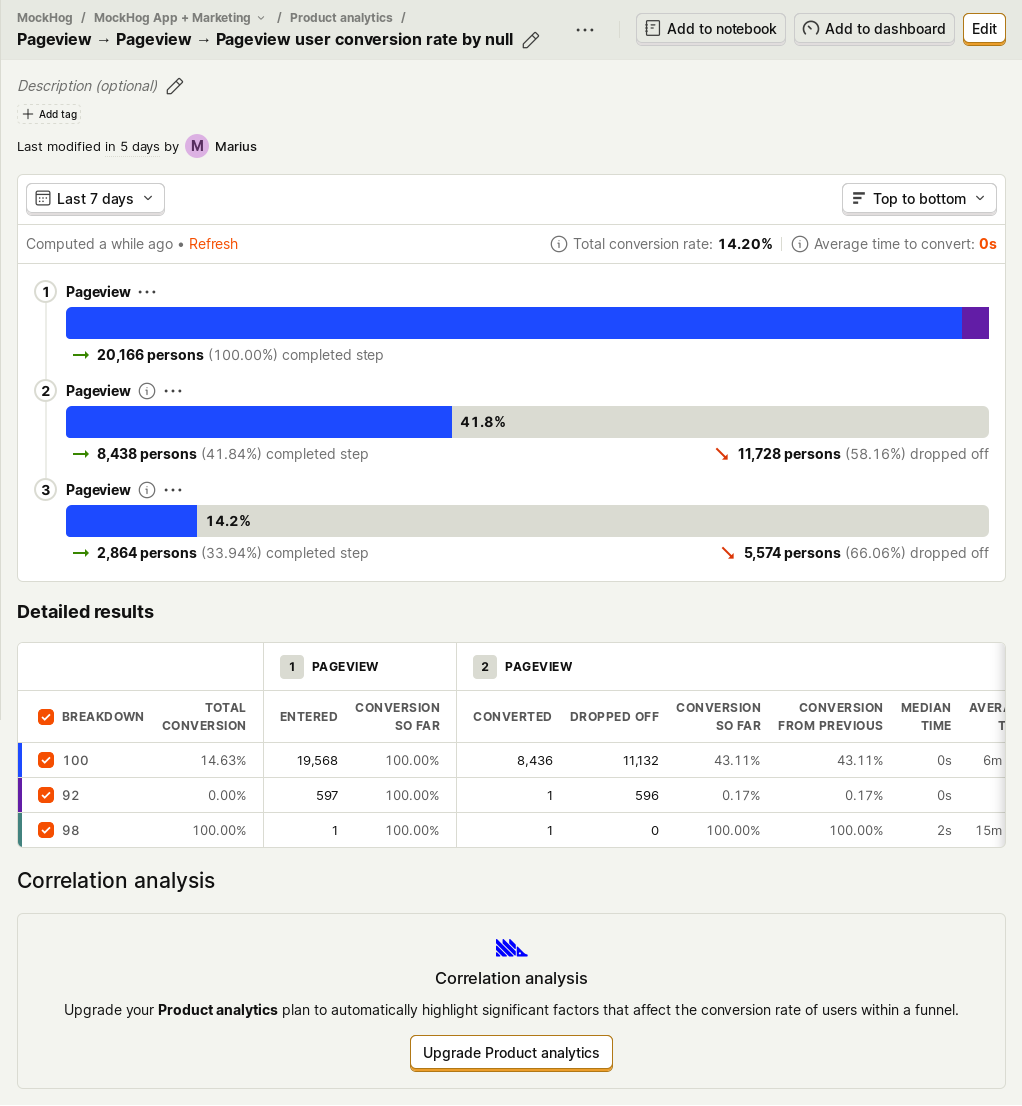 MockHog / MockHog App + Marketing / Product analytics /
Pageview → Pageview → Pageview user conversion rate by null
Add to notebook
Add to dashboard
Edit
Description (optional)
Add tag
Last modified in 5 days by M Marius
Last 7 days
Top to bottom
Computed a while ago • Refresh
Total conversion rate: 14.20%
Average time to convert: 0s
1 Pageview
20,166 persons (100.00%) completed step
2 Pageview
41.8%
8,438 persons (41.84%) completed step
11,728 persons (58.16%) dropped off
3 Pageview
14.2%
2,864 persons (33.94%) completed step
5,574 persons (66.06%) dropped off
Detailed results
1 PAGEVIEW
2 PAGEVIEW
BREAKDOWN
TOTAL
CONVERSION
ENTERED
CONVERSION
SO FAR
CONVERTED
DROPPED OFF
CONVERSION
SO FAR
CONVERSION
FROM PREVIOUS
MEDIAN
TIME
100 14.63% 19,568 100.00% 8,436 11,132 43.11% 43.11% 0s 6m
92 0.00% 597 100.00% 1 596 0.17% 0.17% 0s
98 100.00% 1 100.00% 1 0 100.00% 100.00% 2s 15m
Correlation analysis
Correlation analysis
Upgrade your Product analytics plan to automatically highlight significant factors that affect the conversion rate of users within a funnel.
Upgrade Product analytics